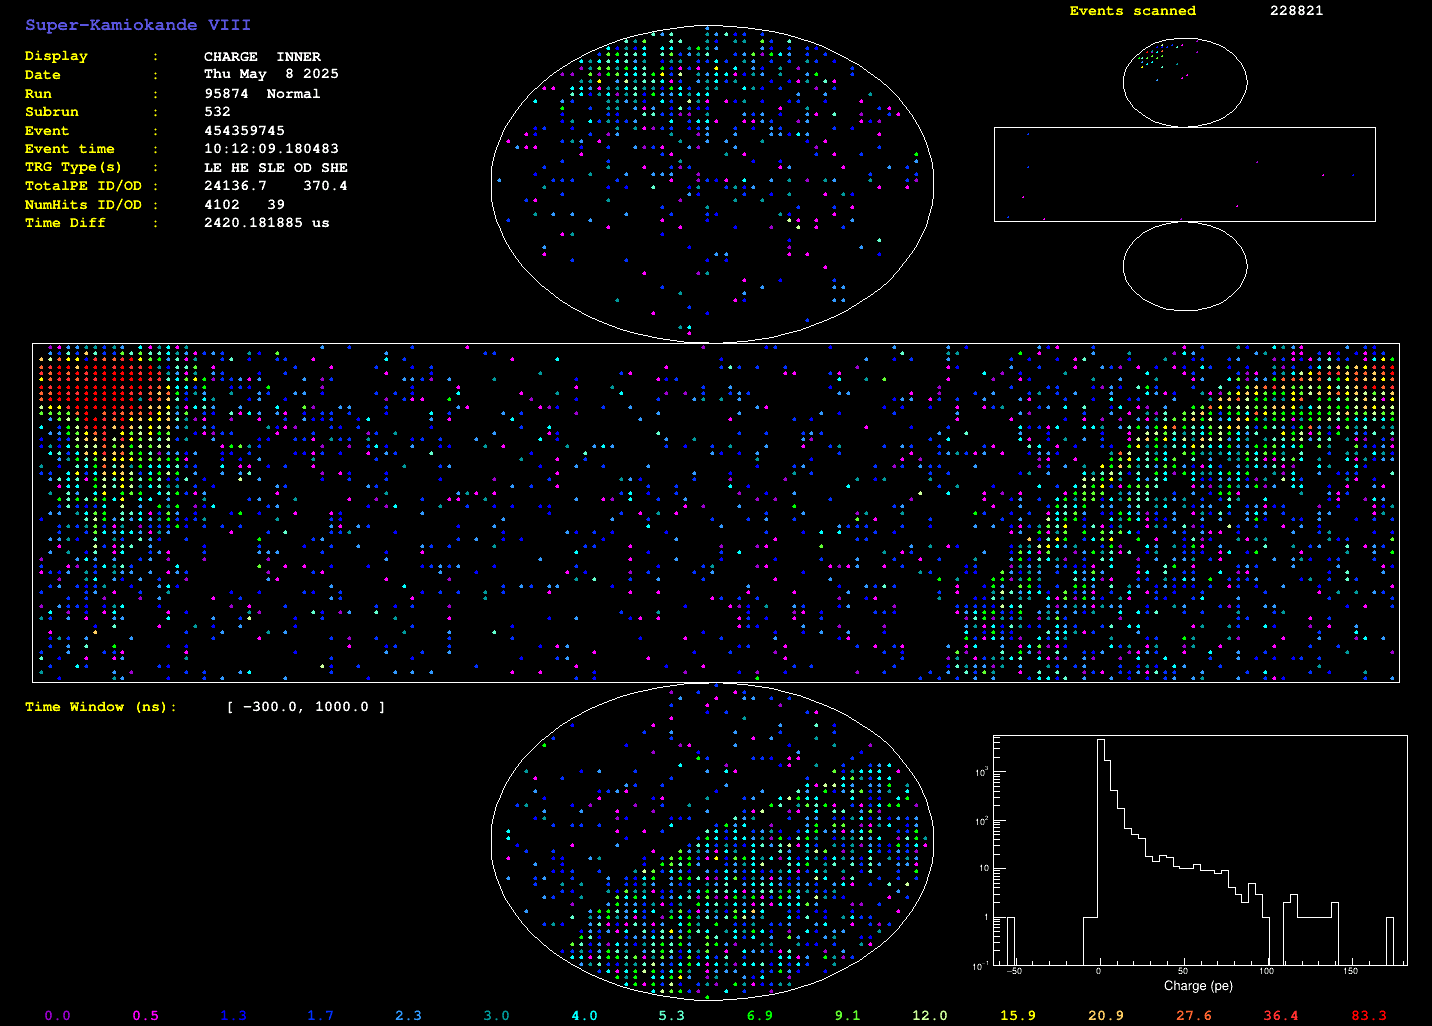 Super-Kamiokande VIII
Display : CHARGE INNER
Date : Thu May 8 2025
Run : 95874 Normal
Subrun : 532
Event : 454359745
Event time : 10:12:09.180483
TRG Type(s) : LE HE SLE OD SHE
TotalPE ID/OD : 24136.7 370.4
NumHits ID/OD : 4102 39
Time Diff : 2420.181885 us
Events scanned 228821
Time Window (ns): [ -300.0, 1000.0 ]
10³
10²
10
1
10⁻¹
-50 0 50 100 150
Charge (pe)
0.0 0.5 1.3 1.7 2.3 3.0 4.0 5.3 6.9 9.1 12.0 15.9 20.9 27.6 36.4 83.3